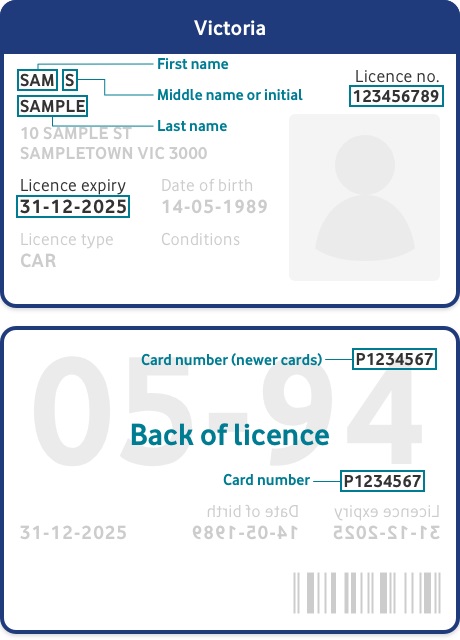 Victoria
First name
SAM S
Licence no.
Middle name or initial
123456789
SAMPLE
Last name
10 SAMPLE ST
SAMPLETOWN VIC 3000
Licence expiry Date of birth
31-12-2025 14-05-1989
Licence type Conditions
CAR
Card number (newer cards) P1234567
05-94
Back of licence
Card number P1234567
Date of birth Licence expiry
31-12-2025 14-05-1989 31-12-2025